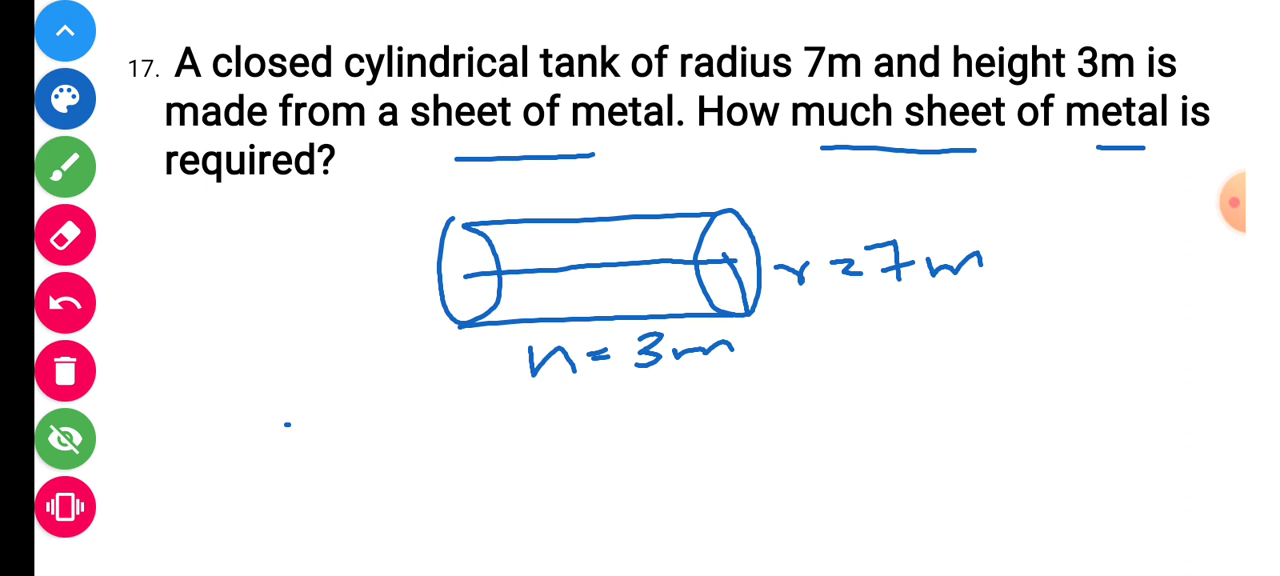 17. A closed cylindrical tank of radius 7m and height 3m is
made from a sheet of metal. How much sheet of metal is
required?
r = 7m
h = 3m